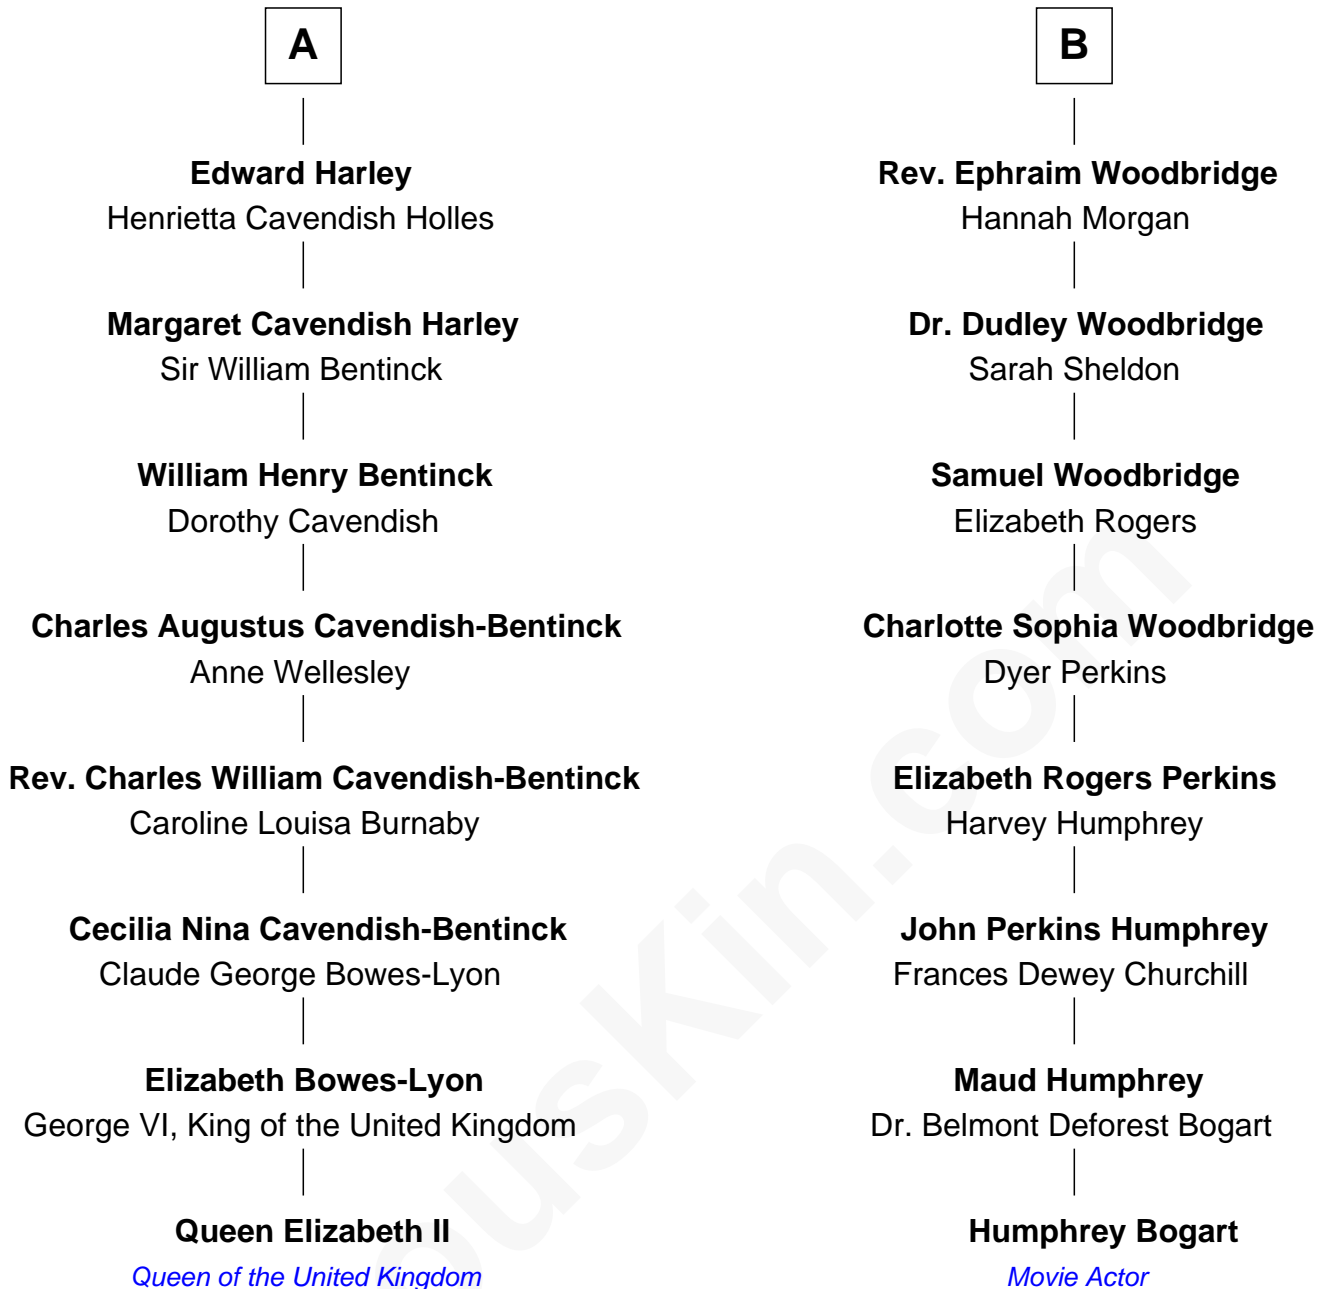 A
Edward Harley
Henrietta Cavendish Holles
Margaret Cavendish Harley
Sir William Bentinck
William Henry Bentinck
Dorothy Cavendish
Charles Augustus Cavendish-Bentinck
Anne Wellesley
Rev. Charles William Cavendish-Bentinck
Caroline Louisa Burnaby
Cecilia Nina Cavendish-Bentinck
Claude George Bowes-Lyon
Elizabeth Bowes-Lyon
George VI, King of the United Kingdom
Queen Elizabeth II
Queen of the United Kingdom
B
Rev. Ephraim Woodbridge
Hannah Morgan
Dr. Dudley Woodbridge
Sarah Sheldon
Samuel Woodbridge
Elizabeth Rogers
Charlotte Sophia Woodbridge
Dyer Perkins
Elizabeth Rogers Perkins
Harvey Humphrey
John Perkins Humphrey
Frances Dewey Churchill
Maud Humphrey
Dr. Belmont Deforest Bogart
Humphrey Bogart
Movie Actor
ousKin.com